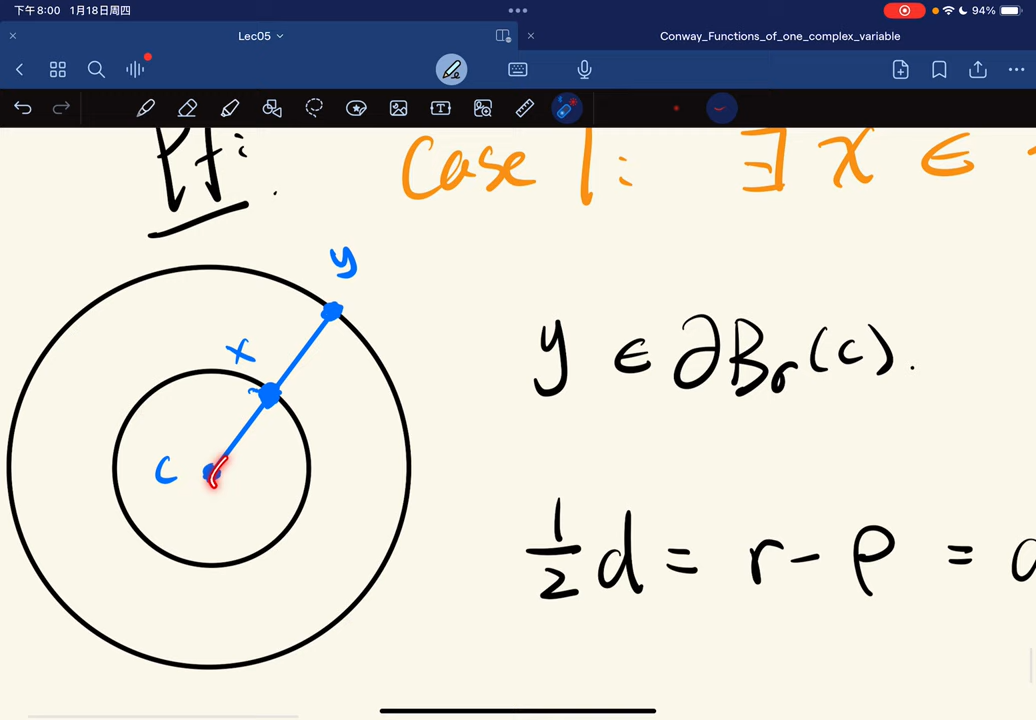 下午8:00 1月18日周四
94%
Lec05
Conway_Functions_of_one_complex_variable
Pf:
Case 1: ∃ x ∈
y
x
c
y ∈ ∂B_r(c).
½d = r - ρ =